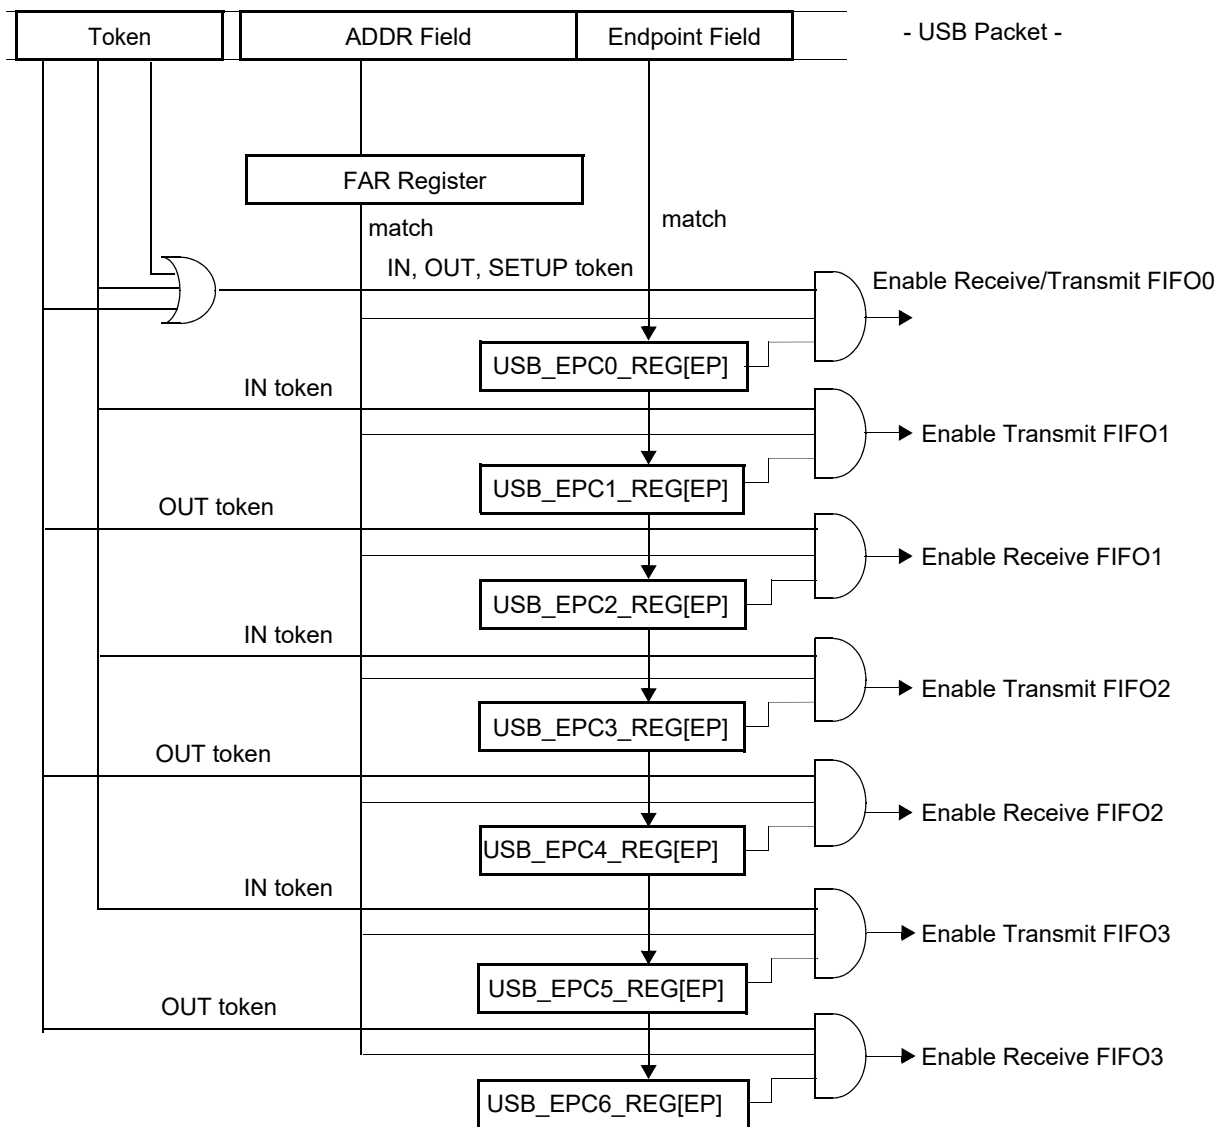 Token
ADDR Field
Endpoint Field
- USB Packet -
FAR Register
match
match
IN, OUT, SETUP token
Enable Receive/Transmit FIFO0
USB_EPC0_REG[EP]
IN token
Enable Transmit FIFO1
USB_EPC1_REG[EP]
OUT token
Enable Receive FIFO1
USB_EPC2_REG[EP]
IN token
Enable Transmit FIFO2
USB_EPC3_REG[EP]
OUT token
Enable Receive FIFO2
USB_EPC4_REG[EP]
IN token
Enable Transmit FIFO3
USB_EPC5_REG[EP]
OUT token
Enable Receive FIFO3
USB_EPC6_REG[EP]